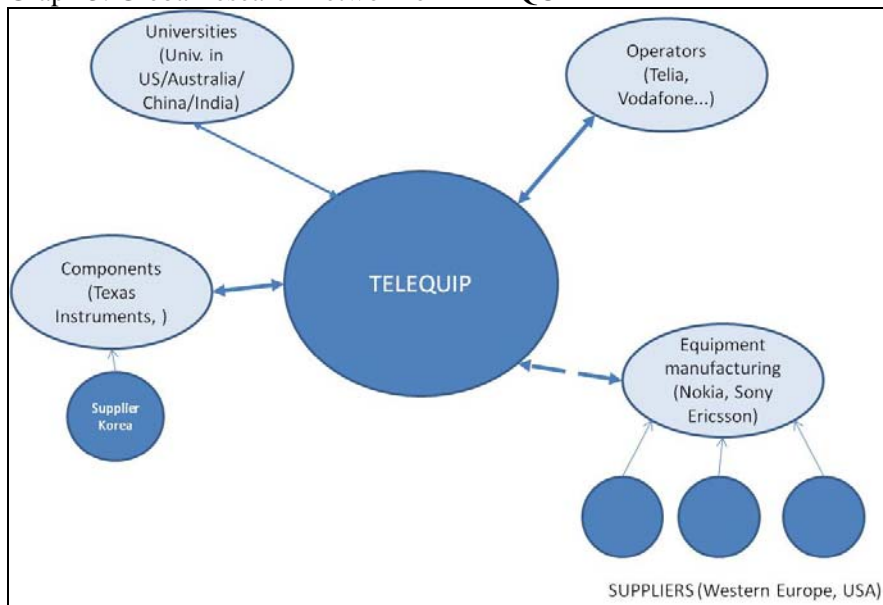 Universities
(Univ. in
US/Australia/
China/India)
Operators
(Telia,
Vodafone...)
TELEQUIP
Components
(Texas
Instruments, )
Supplier
Korea
Equipment
manufacturing
(Nokia, Sony
Ericsson)
SUPPLIERS (Western Europe, USA)